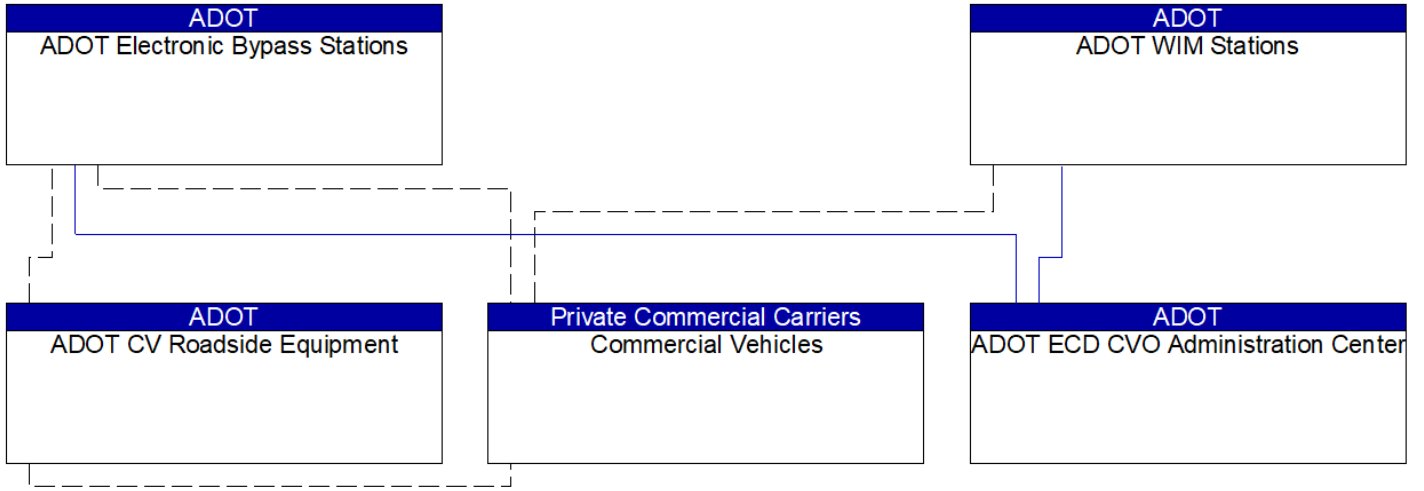 ADOT
ADOT Electronic Bypass Stations
ADOT
ADOT WIM Stations
ADOT
ADOT CV Roadside Equipment
Private Commercial Carriers
Commercial Vehicles
ADOT
ADOT ECD CVO Administration Center